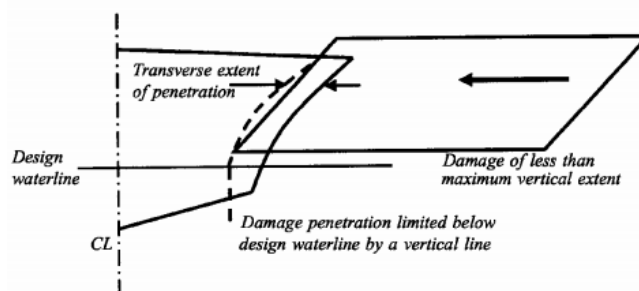 Transverse extent
of penetration
Design
waterline
Damage of less than
maximum vertical extent
Damage penetration limited below
design waterline by a vertical line
CL